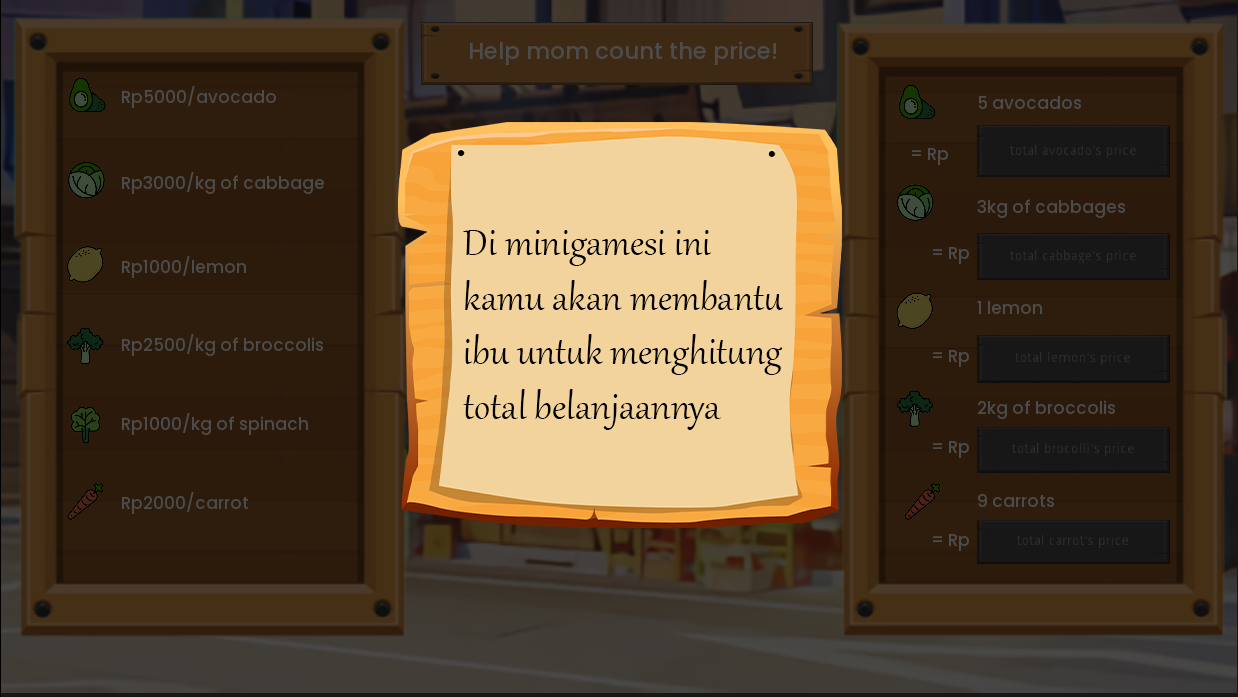 Help mom count the price!
Rp5000/avocado
Rp3000/kg of cabbage
Rp1000/lemon
Rp2500/kg of broccolis
Rp1000/kg of spinach
Rp2000/carrot
Di minigamesi ini
kamu akan membantu
ibu untuk menghitung
total belanjaannya
5 avocados
= Rp total avocado's price
3kg of cabbages
= Rp total cabbage's price
1 lemon
= Rp total lemon's price
2kg of broccolis
= Rp total brocolli's price
9 carrots
= Rp total carrot's price